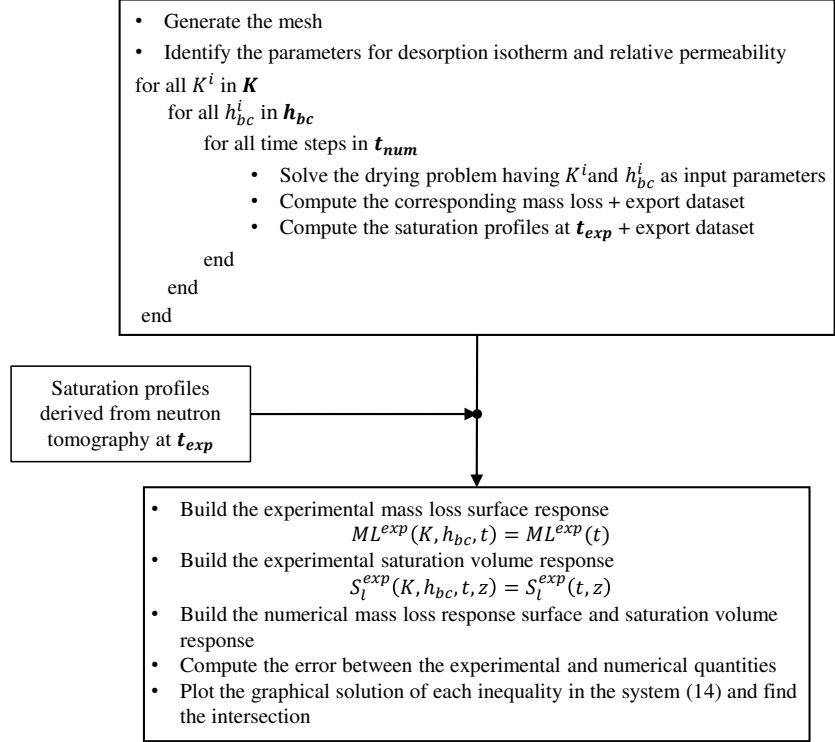 • Generate the mesh
• Identify the parameters for desorption isotherm and relative permeability
for all Kⁱ in K
for all hⁱ_bc in h_bc
for all time steps in t_num
• Solve the drying problem having Kⁱ and hⁱ_bc as input parameters
• Compute the corresponding mass loss + export dataset
• Compute the saturation profiles at t_exp + export dataset
end
end
end
Saturation profiles
derived from neutron
tomography at t_exp
• Build the experimental mass loss surface response
ML^exp(K, h_bc, t) = ML^exp(t)
• Build the experimental saturation volume response
S_l^exp(K, h_bc, t, z) = S_l^exp(t, z)
• Build the numerical mass loss response surface and saturation volume
response
• Compute the error between the experimental and numerical quantities
• Plot the graphical solution of each inequality in the system (14) and find
the intersection